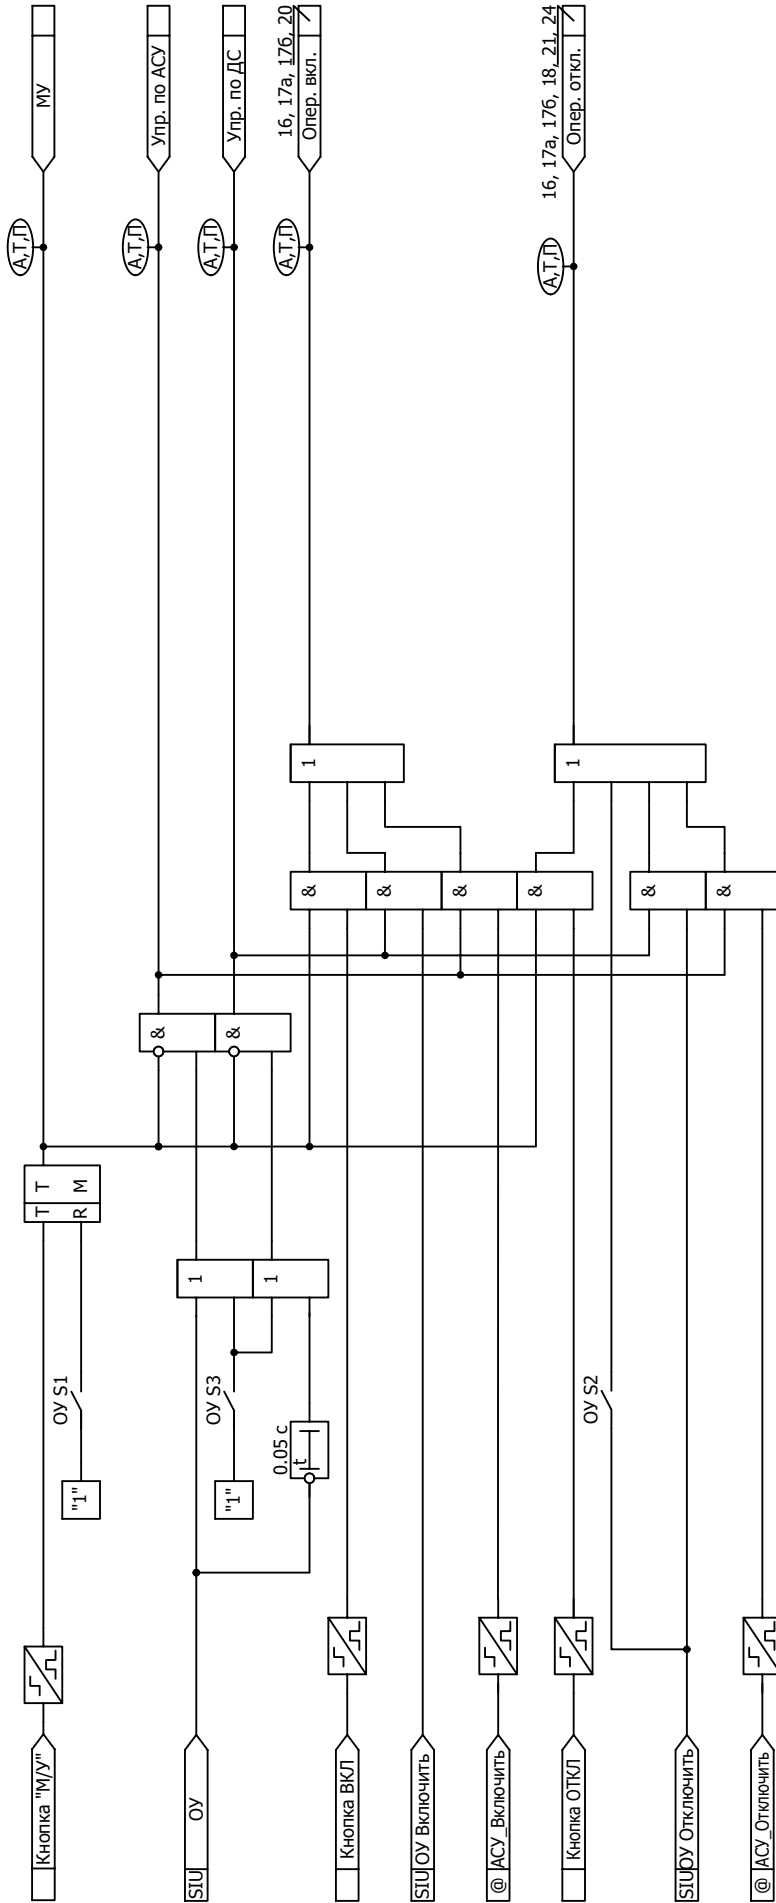 Кнопка "М/У"
"1"
ОУ S1
T T
R M
А,Т,П
МУ
SIU ОУ
"1"
ОУ S3
0.05 с
t
1
1
&
&
А,Т,П
Упр. по АСУ
А,Т,П
Упр. по ДС
Кнопка ВКЛ
SIU ОУ Включить
@ АСУ_Включить
&
&
&
1
А,Т,П
16, 17а, 17б, 20
Опер. вкл.
Кнопка ОТКЛ
SIU ОУ Отключить
@ АСУ_Отключить
ОУ S2
&
&
&
1
А,Т,П
16, 17а, 17б, 18, 21, 24
Опер. откл.